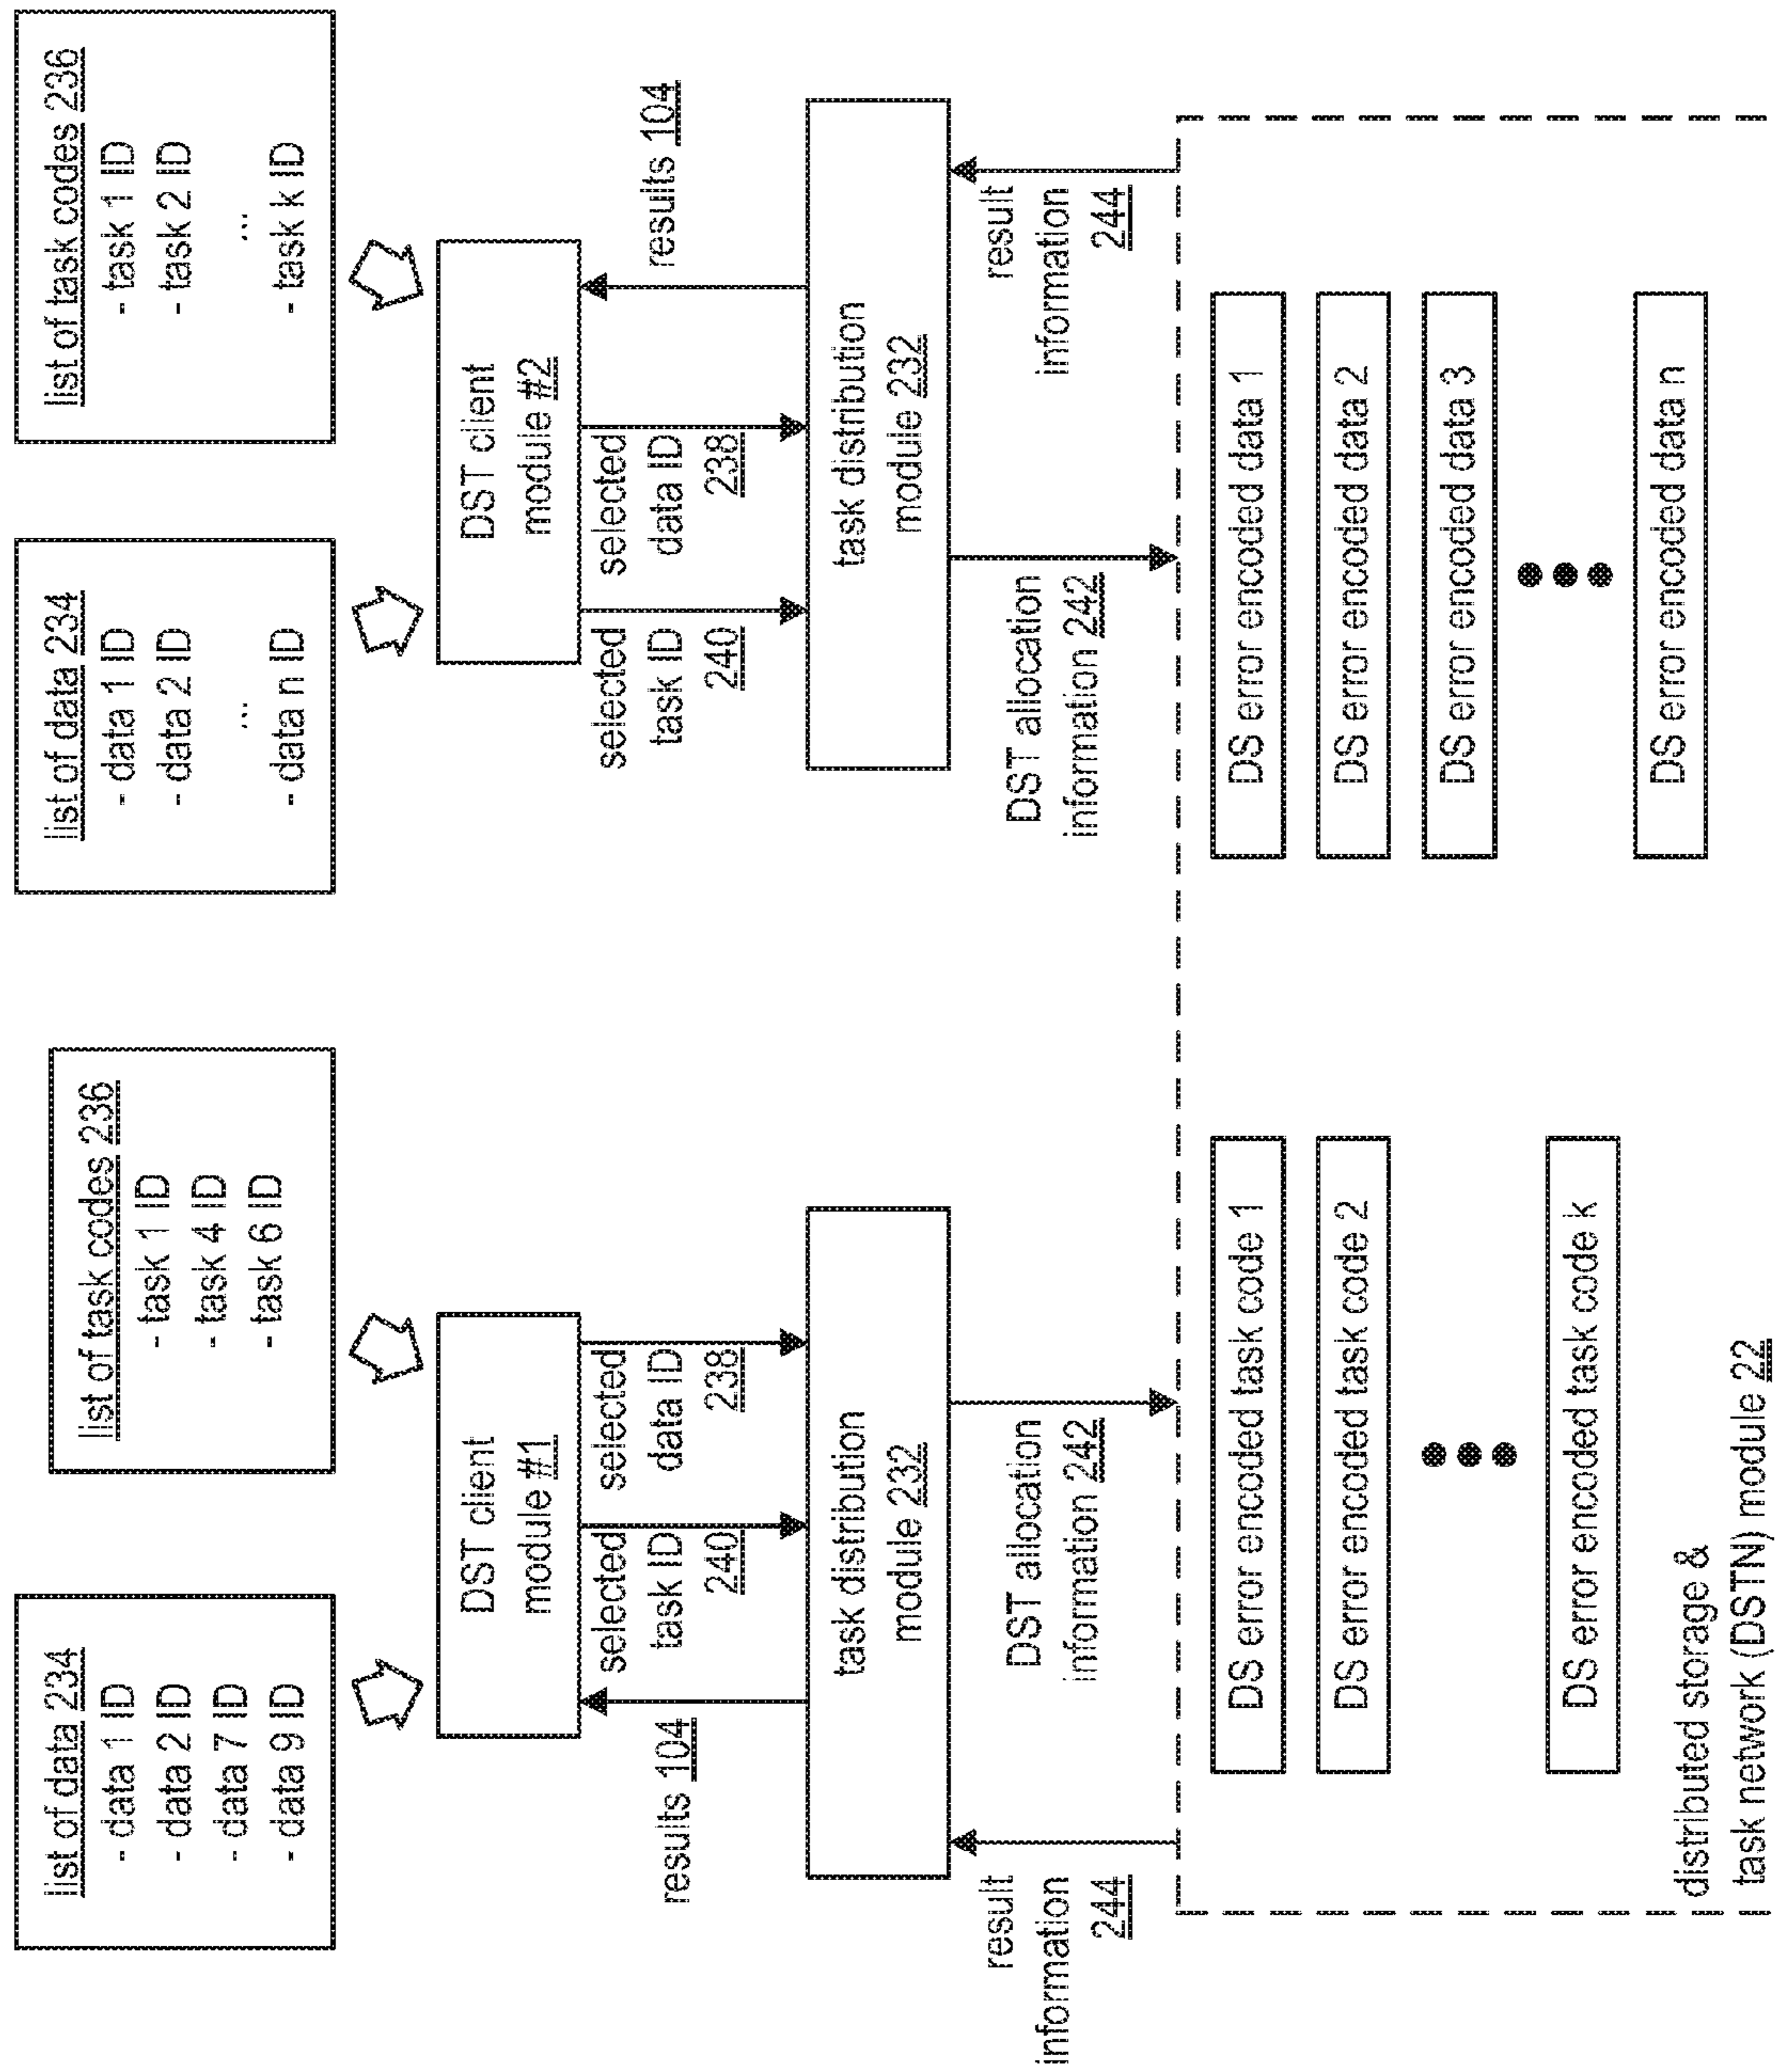 list of data 234
- data 1 ID
- data 2 ID
- data 7 ID
- data 9 ID
list of task codes 236
- task 1 ID
- task 4 ID
- task 6 ID
list of data 234
- data 1 ID
- data 2 ID
...
- data n ID
list of task codes 236
- task 1 ID
- task 2 ID
...
- task k ID
DST client
module #1
DST client
module #2
results 104
selected
task ID
240
selected
data ID
238
selected
task ID
240
selected
data ID
238
results 104
task distribution
module 232
task distribution
module 232
result
information
244
DST allocation
information 242
DST allocation
information 242
result
information
244
DS error encoded task code 1
DS error encoded task code 2
DS error encoded task code k
DS error encoded data 1
DS error encoded data 2
DS error encoded data 3
DS error encoded data n
distributed storage &
task network (DSTN) module 22